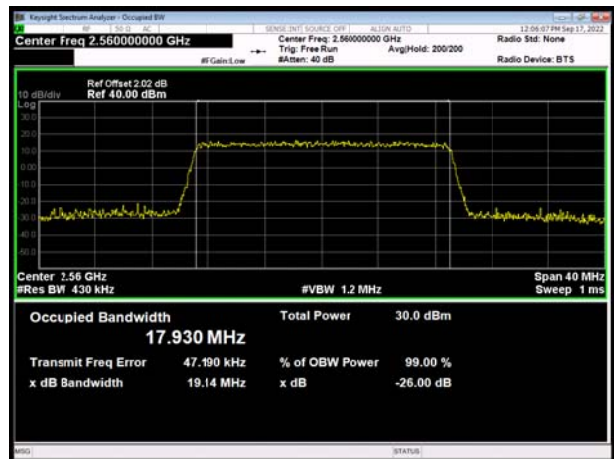 Keysight Spectrum Analyzer - Occupied BW
RF 50 Ω AC SENSE:INT SOURCE OFF ALIGN AUTO 12:06:07 PM Sep 17, 2022
Center Freq 2.560000000 GHz Center Freq: 2.560000000 GHz Radio Std: None
Trig: Free Run Avg|Hold: 200/200
#FGain:Low #Atten: 40 dB Radio Device: BTS
Ref Offset 2.02 dB
10 dB/div Ref 40.00 dBm
Log
30.0
20.0
10.0
0.00
-10.0
-20.0
-30.0
-40.0
-50.0
Center 2.56 GHz Span 40 MHz
#Res BW 430 kHz #VBW 1.2 MHz Sweep 1 ms
Occupied Bandwidth Total Power 30.0 dBm
17.930 MHz
Transmit Freq Error 47.190 kHz % of OBW Power 99.00 %
x dB Bandwidth 19.14 MHz x dB -26.00 dB
MSG STATUS